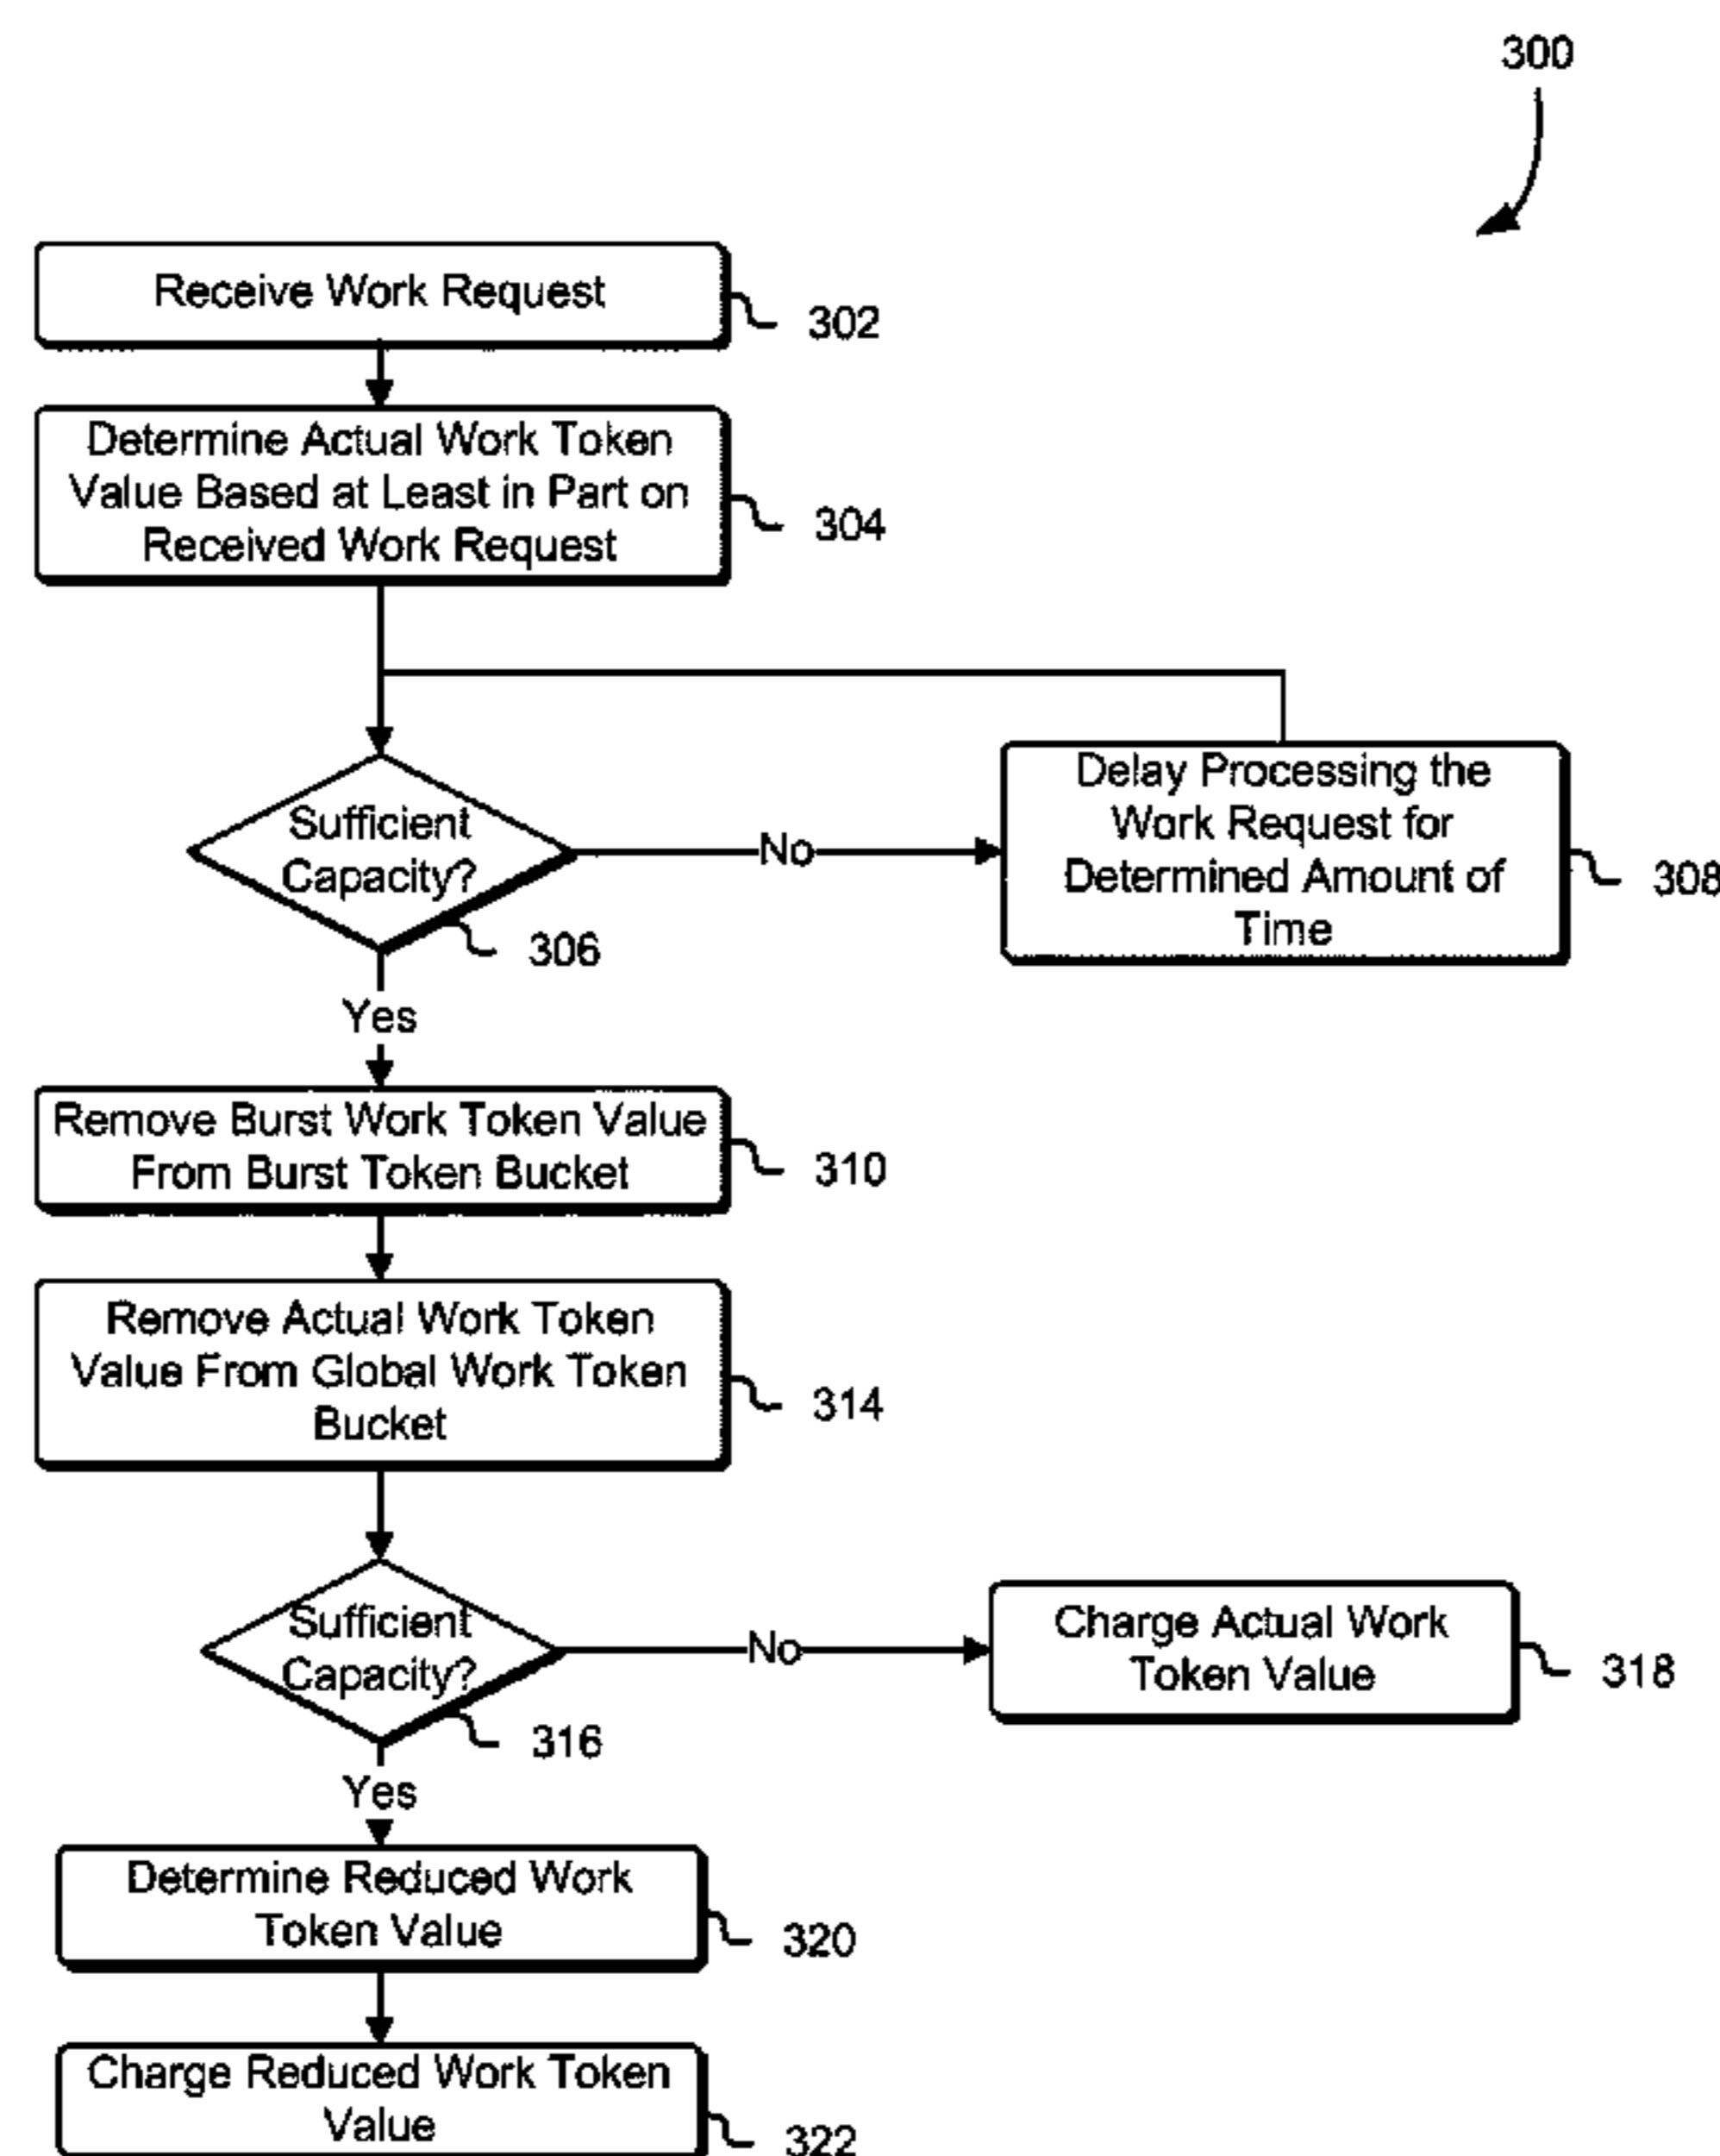 300
Receive Work Request
302
Determine Actual Work Token
Value Based at Least in Part on
Received Work Request
304
Sufficient
Capacity?
306
No
Delay Processing the
Work Request for
Determined Amount of
Time
308
Yes
Remove Burst Work Token Value
From Burst Token Bucket
310
Remove Actual Work Token
Value From Global Work Token
Bucket
314
Sufficient
Capacity?
316
No
Charge Actual Work
Token Value
318
Yes
Determine Reduced Work
Token Value
320
Charge Reduced Work Token
Value
322